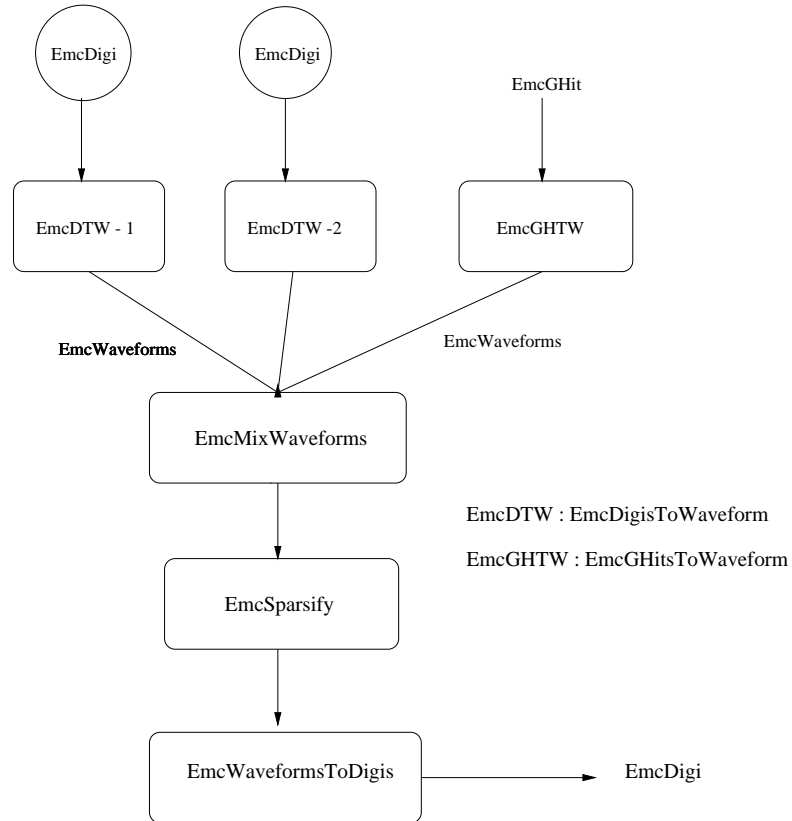 EmcDigi
EmcDigi
EmcGHit
EmcDTW - 1
EmcDTW -2
EmcGHTW
EmcWaveforms
EmcWaveforms
EmcMixWaveforms
EmcDTW : EmcDigisToWaveform
EmcGHTW : EmcGHitsToWaveform
EmcSparsify
EmcWaveformsToDigis
EmcDigi